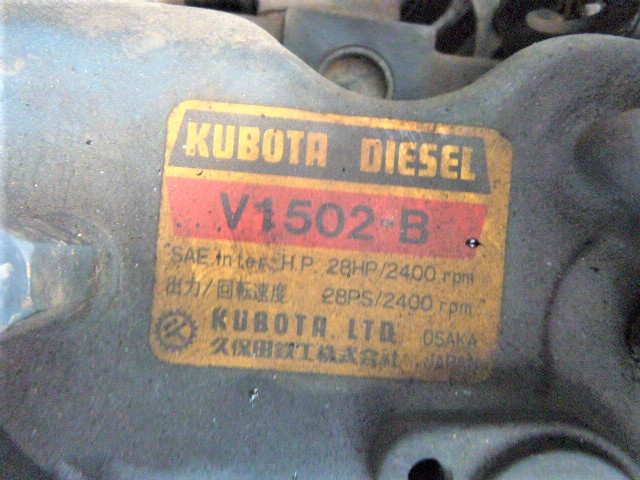 KUBOTA DIESEL
V1502-B
SAE.Inter.H.P. 28HP/2400 rpm
出力/回転速度 28PS/2400 rpm
KUBOTA, LTD. OSAKA
久保田鉄工株式会社 JAPAN